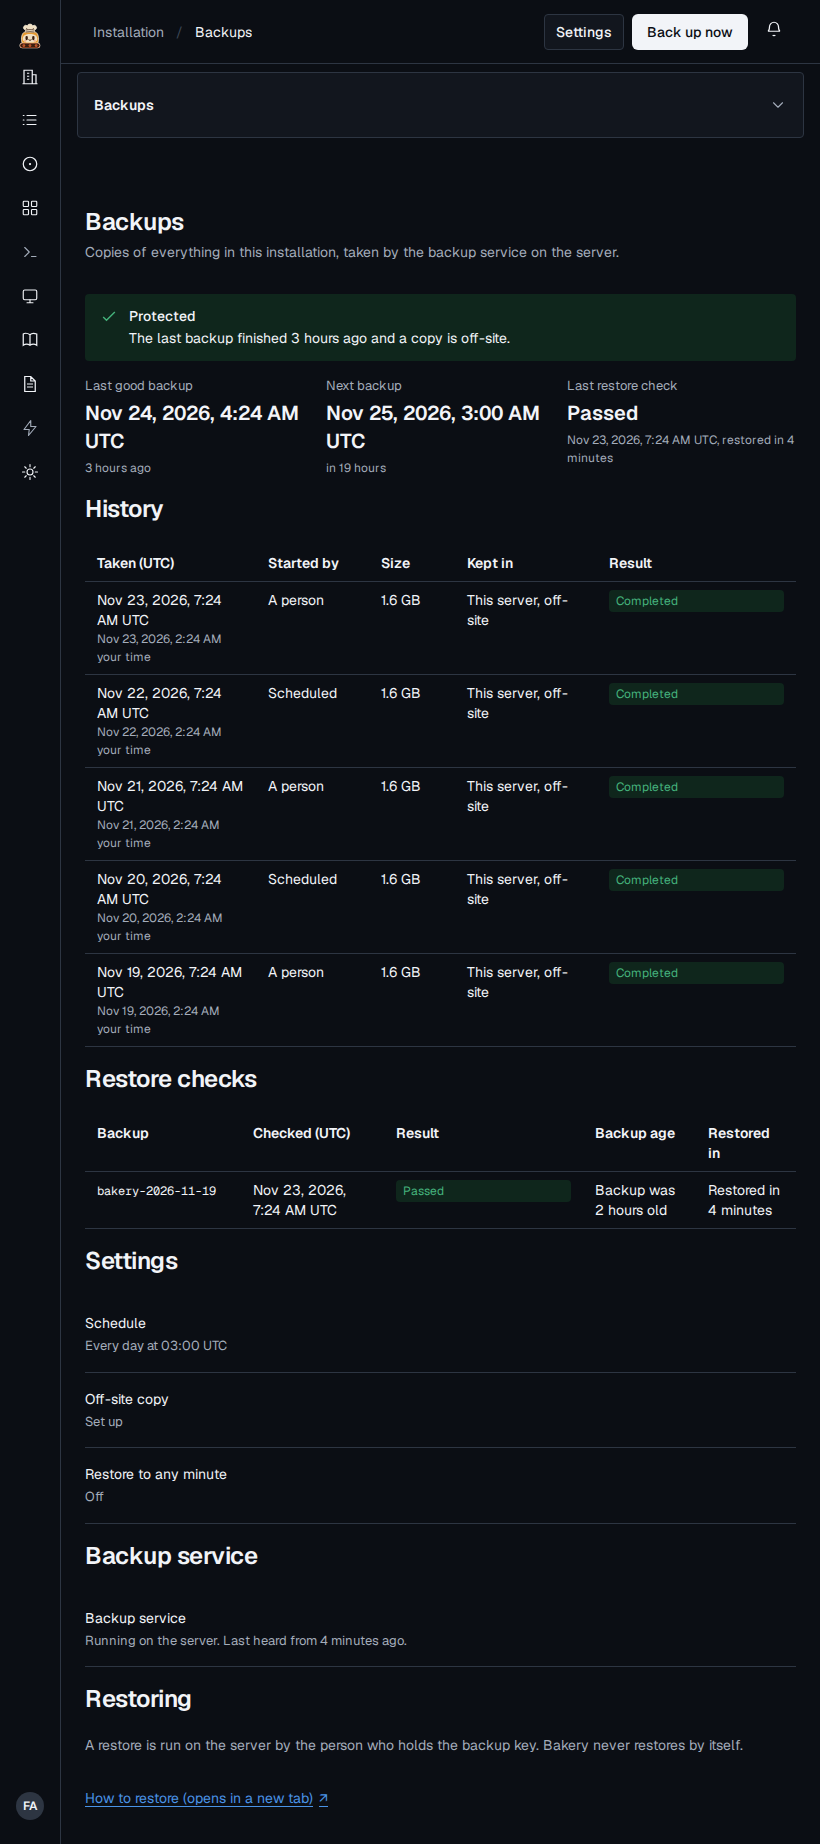 Installation / Backups
Settings
Back up now
Backups
Backups
Copies of everything in this installation, taken by the backup service on the server.
Protected
The last backup finished 3 hours ago and a copy is off-site.
Last good backup
Nov 24, 2026, 4:24 AM
UTC
3 hours ago
Next backup
Nov 25, 2026, 3:00 AM
UTC
in 19 hours
Last restore check
Passed
Nov 23, 2026, 7:24 AM UTC, restored in 4
minutes
History
Taken (UTC) Started by Size Kept in Result
Nov 23, 2026, 7:24 A person 1.6 GB This server, off- Completed
AM UTC site
Nov 23, 2026, 2:24 AM
your time
Nov 22, 2026, 7:24 Scheduled 1.6 GB This server, off- Completed
AM UTC site
Nov 22, 2026, 2:24 AM
your time
Nov 21, 2026, 7:24 AM A person 1.6 GB This server, off- Completed
UTC site
Nov 21, 2026, 2:24 AM
your time
Nov 20, 2026, 7:24 Scheduled 1.6 GB This server, off- Completed
AM UTC site
Nov 20, 2026, 2:24 AM
your time
Nov 19, 2026, 7:24 AM A person 1.6 GB This server, off- Completed
UTC site
Nov 19, 2026, 2:24 AM
your time
Restore checks
Backup Checked (UTC) Result Backup age Restored
in
bakery-2026-11-19 Nov 23, 2026, Passed Backup was Restored in
7:24 AM UTC 2 hours old 4 minutes
Settings
Schedule
Every day at 03:00 UTC
Off-site copy
Set up
Restore to any minute
Off
Backup service
Backup service
Running on the server. Last heard from 4 minutes ago.
Restoring
A restore is run on the server by the person who holds the backup key. Bakery never restores by itself.
How to restore (opens in a new tab)
FA